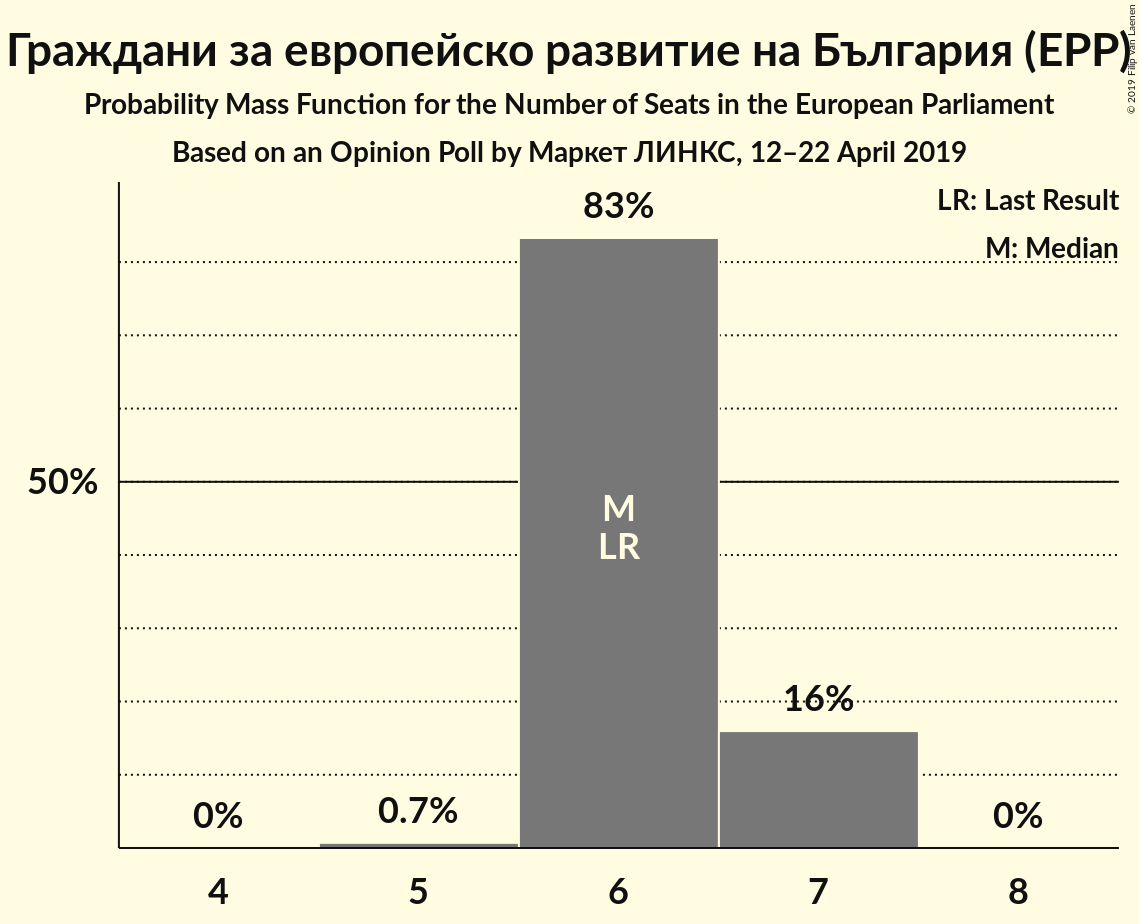 Граждани за европейско развитие на България (EPP)
Probability Mass Function for the Number of Seats in the European Parliament
Based on an Opinion Poll by Маркет ЛИНКС, 12–22 April 2019
© 2019 Filip van Laenen
LR: Last Result
M: Median
83%
50%
M
LR
16%
0%
0.7%
0%
4
5
6
7
8